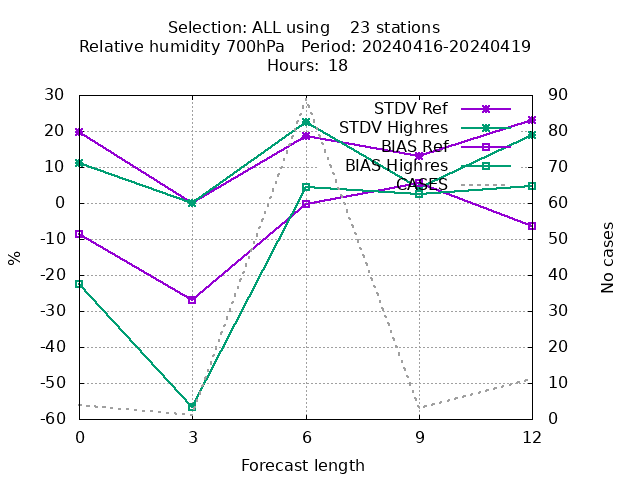 Selection: ALL using    23 stations
Relative humidity 700hPa   Period: 20240416-20240419
Hours: 18
30
20
10
0
-10
-20
-30
-40
-50
-60
90
80
70
60
50
40
30
20
10
0
STDV Ref
STDV Highres
BIAS Ref
BIAS Highres
CASES
%
No cases
0
3
6
9
12
Forecast length